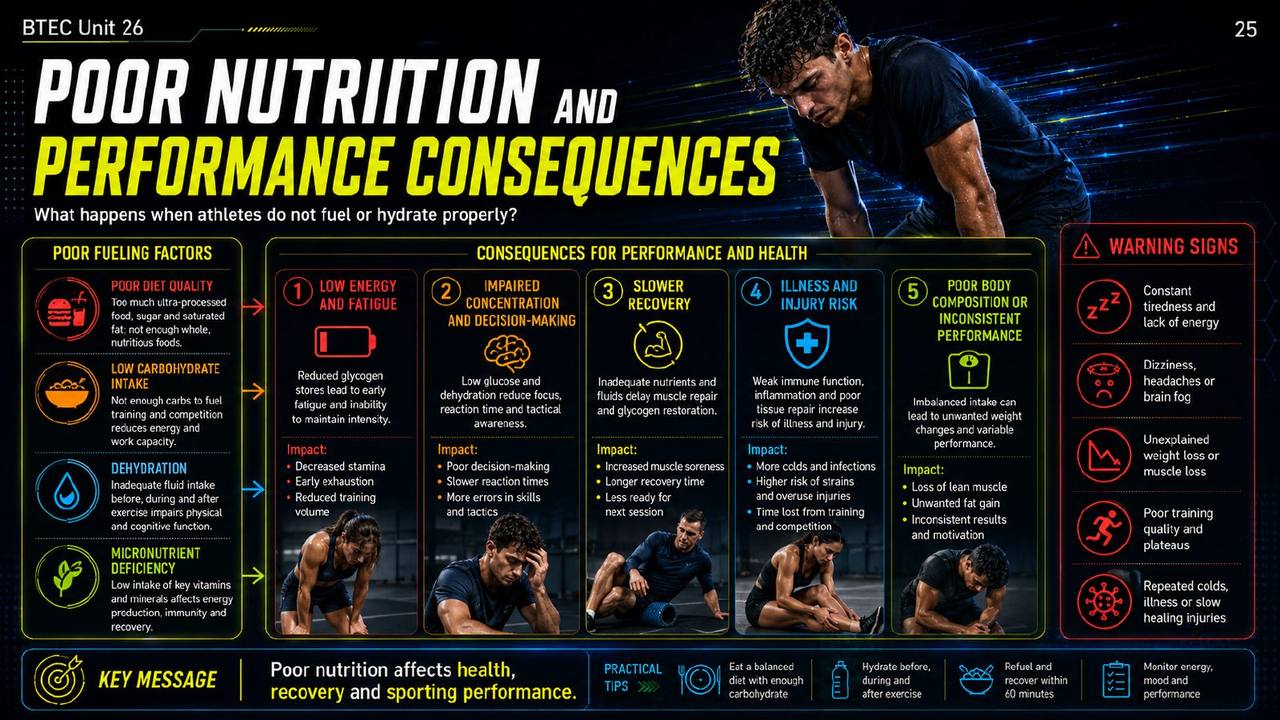 BTEC Unit 26
25
POOR NUTRIITION AND
PERFORMANCE CONSEQUENCES
What happens when athletes do not fuel or hydrate properly?
POOR FUELING FACTORS
POOR DIET QUALITY
Too much ultra-processed
food, sugar and saturated
fat; not enough whole,
nutritious foods.
LOW CARBOHYDRATE
INTAKE
Not enough carbs to fuel
training and competition
reduces energy and
work capacity.
DEHYDRATION
Inadequate fluid intake
before, during and after
exercise impairs physical
and cognitive function.
MICRONUTRIENT
DEFICIENCY
Low intake of key vitamins
and minerals affects energy
production, immunity and
recovery.
CONSEQUENCES FOR PERFORMANCE AND HEALTH
1 LOW ENERGY
AND FATIGUE
Reduced glycogen
stores lead to early
fatigue and inability
to maintain intensity.
Impact:
• Decreased stamina
• Early exhaustion
• Reduced training
volume
2 IMPAIRED
CONCENTRATION
AND DECISION-MAKING
Low glucose and
dehydration reduce focus,
reaction time and tactical
awareness.
Impact:
• Poor decision-making
• Slower reaction times
• More errors in skills
and tactics
3 SLOWER
RECOVERY
Inadequate nutrients and
fluids delay muscle repair
and glycogen restoration.
Impact:
• Increased muscle soreness
• Longer recovery time
• Less ready for
next session
4 ILLNESS AND
INJURY RISK
Weak immune function,
inflammation and poor
tissue repair increase
risk of illness and injury.
Impact:
• More colds and infections
• Higher risk of strains
and overuse injuries
• Time lost from training
and competition
5 POOR BODY
COMPOSITION OR
INCONSISTENT
PERFORMANCE
Imbalanced intake can
lead to unwanted weight
changes and variable
performance.
Impact:
• Loss of lean muscle
• Unwanted fat gain
• Inconsistent results
and motivation
WARNING SIGNS
zzz
Constant
tiredness and
lack of energy
Dizziness,
headaches or
brain fog
Unexplained
weight loss or
muscle loss
Poor training
quality and
plateaus
Repeated colds,
illness or slow
healing injuries
KEY MESSAGE
Poor nutrition affects health,
recovery and sporting performance.
PRACTICAL
TIPS
Eat a balanced
diet with enough
carbohydrate
Hydrate before,
during and
after exercise
Refuel and
recover within
60 minutes
Monitor energy,
mood and
performance